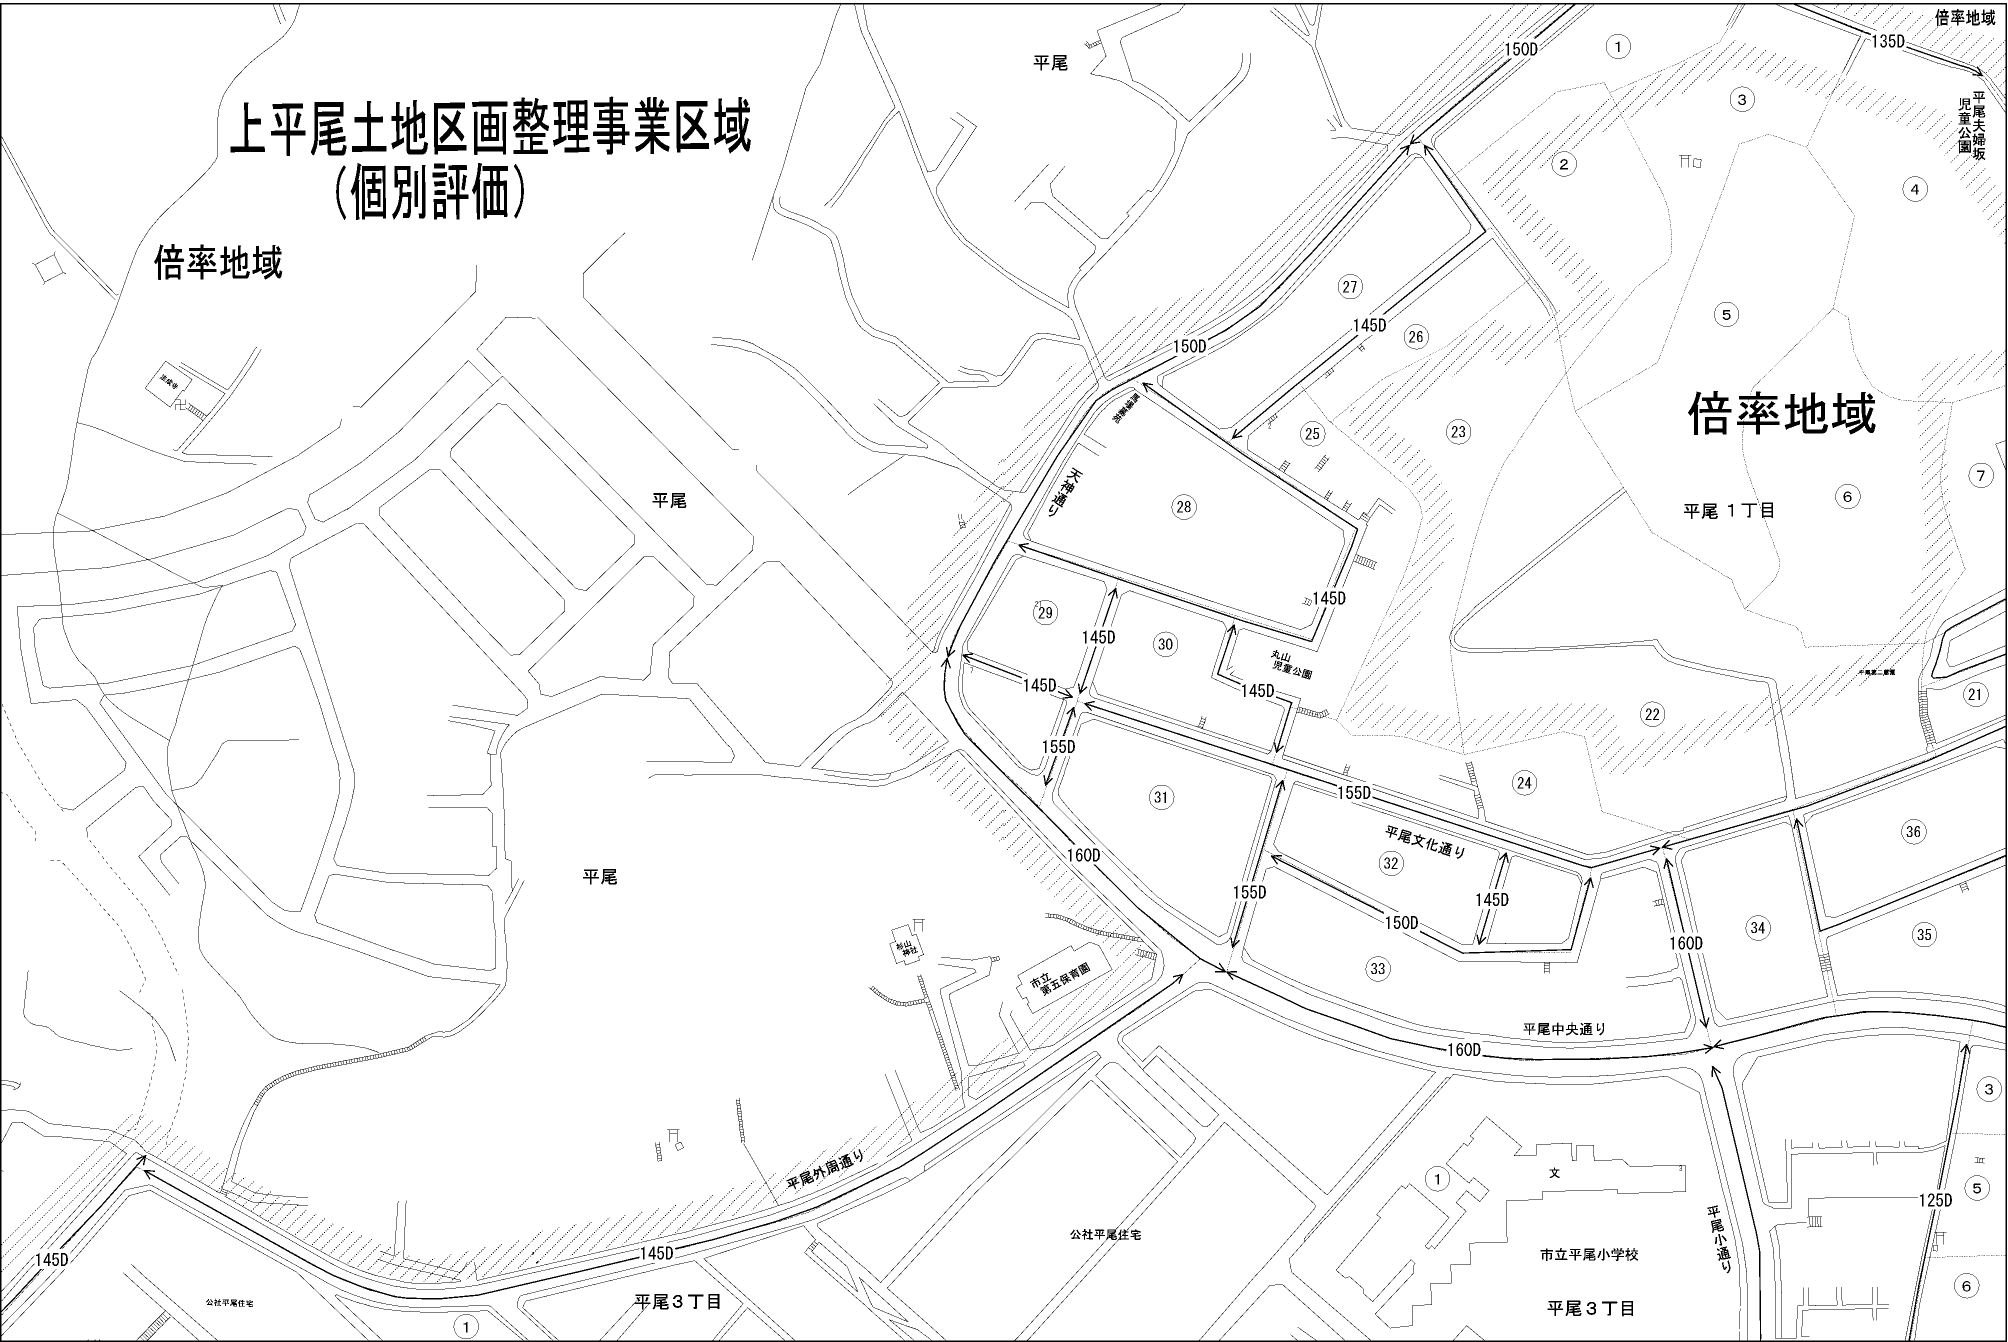 倍率地域
135D
150D
①
平尾
③
平尾夫婦坂
児童公園
上平尾土地区画整理事業区域
(個別評価)
②
④
倍率地域
27
⑤
145D
26
150D
倍率地域
25
23
天神通り
28
平尾
平尾１丁目
⑥
⑦
145D
29
145D
30
丸山
児童公園
145D
145D
21
22
155D
24
31
155D
36
平尾文化通り
32
160D
平尾
155D
145D
150D
34
35
160D
杉山
神社
33
市立
第五保育園
平尾中央通り
160D
③
平尾外周通り
①
文
⑤
125D
平尾小通り
公社平尾住宅
145D
145D
市立平尾小学校
⑥
公社平尾住宅
平尾３丁目
平尾３丁目
①